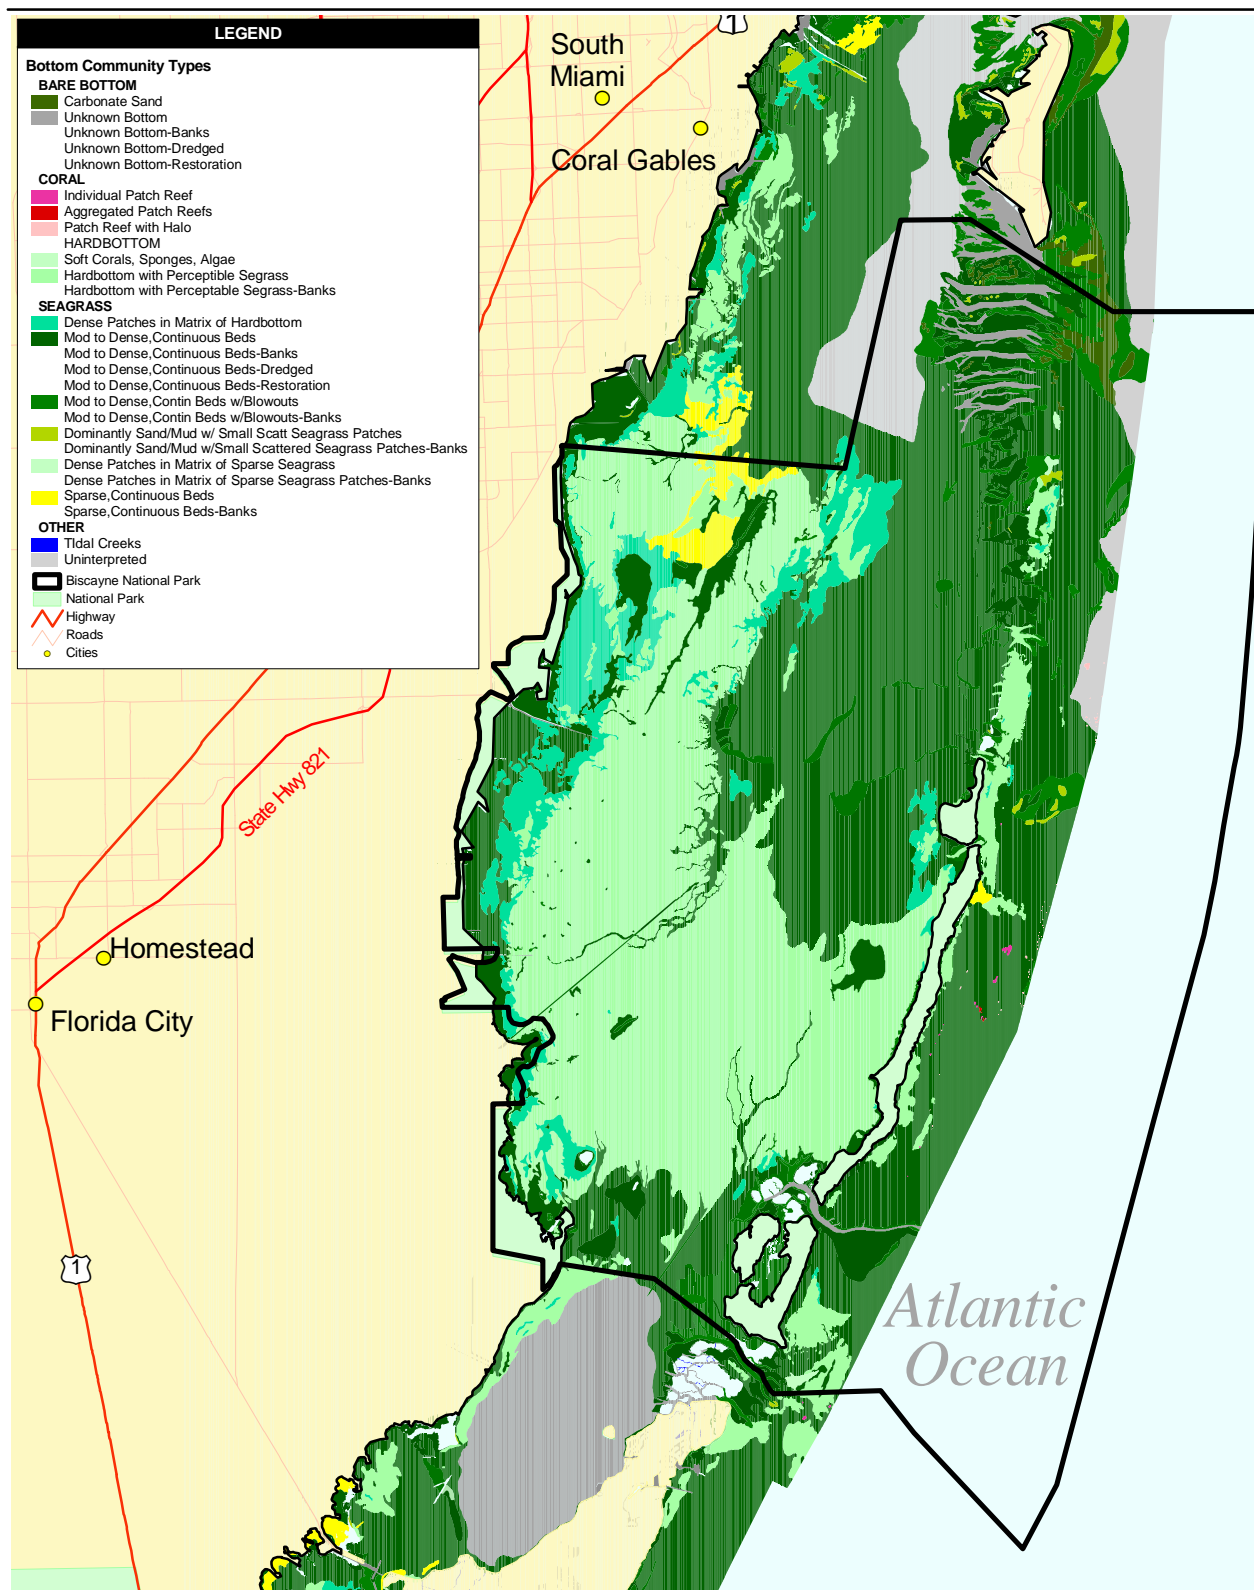 LEGEND
Bottom Community Types
BARE BOTTOM
Carbonate Sand
Unknown Bottom
Unknown Bottom-Banks
Unknown Bottom-Dredged
Unknown Bottom-Restoration
CORAL
Individual Patch Reef
Aggregated Patch Reefs
Patch Reef with Halo
HARDBOTTOM
Soft Corals, Sponges, Algae
Hardbottom with Perceptible Segrass
Hardbottom with Perceptable Segrass-Banks
SEAGRASS
Dense Patches in Matrix of Hardbottom
Mod to Dense,Continuous Beds
Mod to Dense,Continuous Beds-Banks
Mod to Dense,Continuous Beds-Dredged
Mod to Dense,Continuous Beds-Restoration
Mod to Dense,Contin Beds w/Blowouts
Mod to Dense,Contin Beds w/Blowouts-Banks
Dominantly Sand/Mud w/ Small Scatt Seagrass Patches
Dominantly Sand/Mud w/Small Scattered Seagrass Patches-Banks
Dense Patches in Matrix of Sparse Seagrass
Dense Patches in Matrix of Sparse Seagrass Patches-Banks
Sparse,Continuous Beds
Sparse,Continuous Beds-Banks
OTHER
TIdal Creeks
Uninterpreted
Biscayne National Park
National Park
Highway
Roads
Cities
1
South
Miami
Coral Gables
State Hwy 821
Homestead
Florida City
1
Atlantic
Ocean